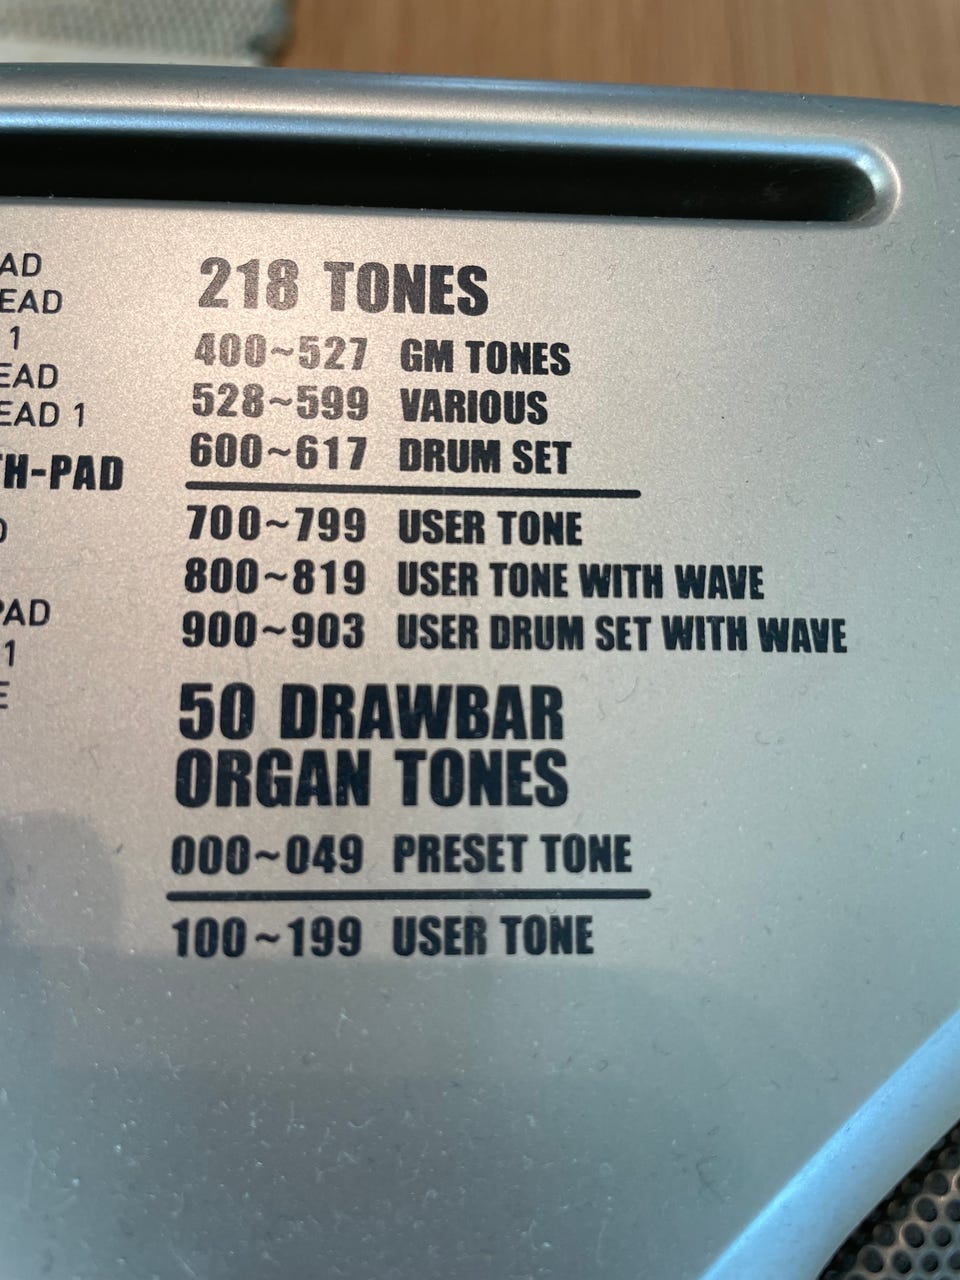 AD
EAD
1
EAD
EAD 1
H-PAD
PAD
1
E
218 TONES
400~527 GM TONES
528~599 VARIOUS
600~617 DRUM SET
700~799 USER TONE
800~819 USER TONE WITH WAVE
900~903 USER DRUM SET WITH WAVE
50 DRAWBAR
ORGAN TONES
000~049 PRESET TONE
100~199 USER TONE